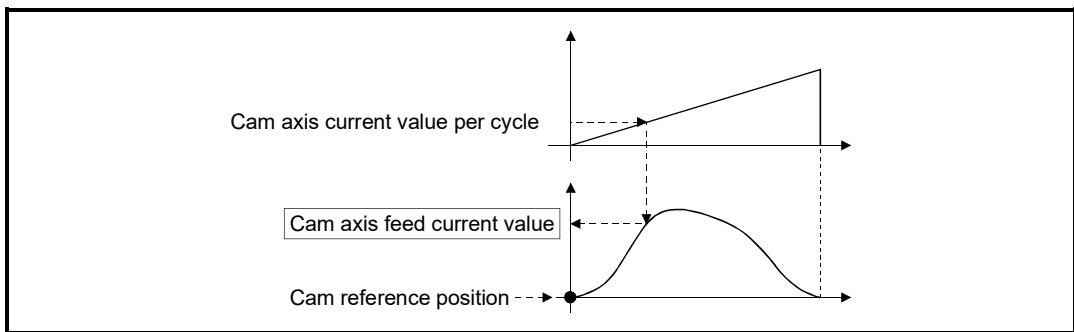 Cam axis current value per cycle
Cam axis feed current value
Cam reference position